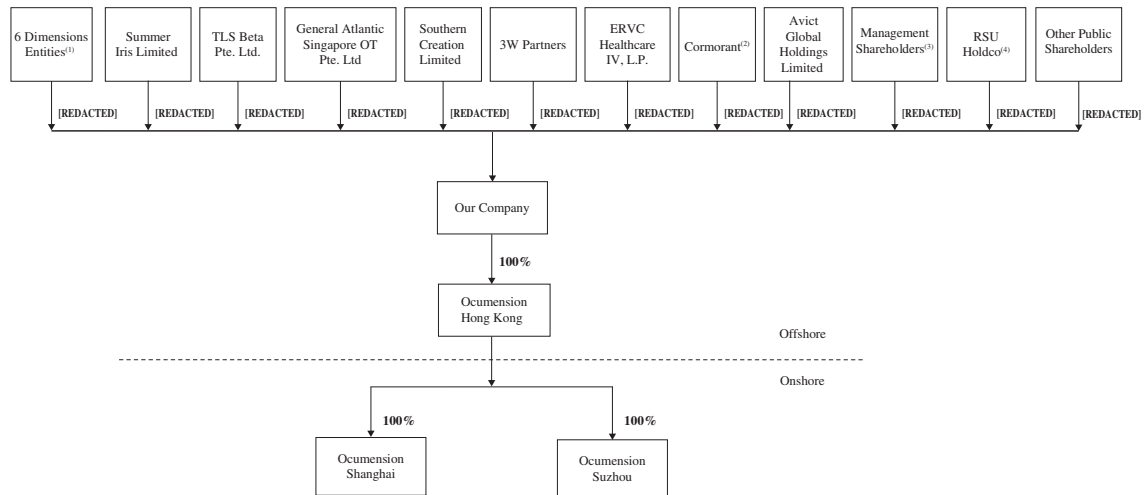 6 Dimensions
Entities(1)
Summer
Iris Limited
TLS Beta
Pte. Ltd.
General Atlantic
Singapore OT
Pte. Ltd
Southern
Creation
Limited
3W Partners
ERVC
Healthcare
IV, L.P.
Cormorant(2)
Avict
Global
Holdings
Limited
Management
Shareholders(3)
RSU
Holdco(4)
Other Public
Shareholders
[REDACTED]
[REDACTED]
[REDACTED]
[REDACTED]
[REDACTED]
[REDACTED]
[REDACTED]
[REDACTED]
[REDACTED]
[REDACTED]
[REDACTED]
[REDACTED]
Our Company
100%
Ocumension
Hong Kong
Offshore
Onshore
100%
100%
Ocumension
Shanghai
Ocumension
Suzhou